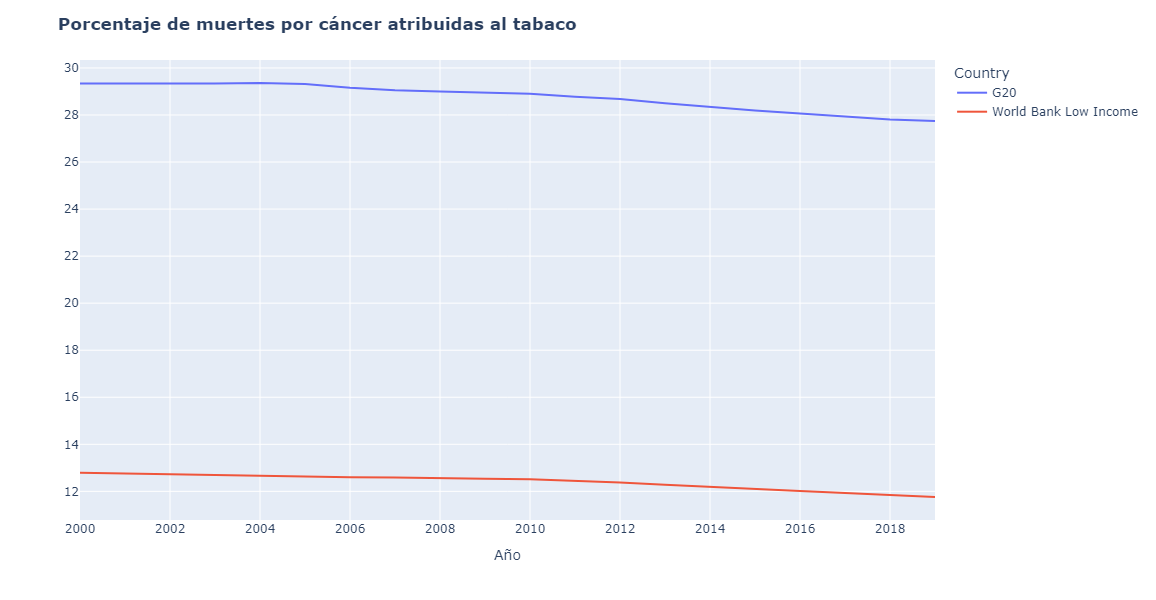 Porcentaje de muertes por cáncer atribuidas al tabaco
Country
G20
World Bank Low Income
30
28
26
24
22
20
18
16
14
12
2000 2002 2004 2006 2008 2010 2012 2014 2016 2018
Año